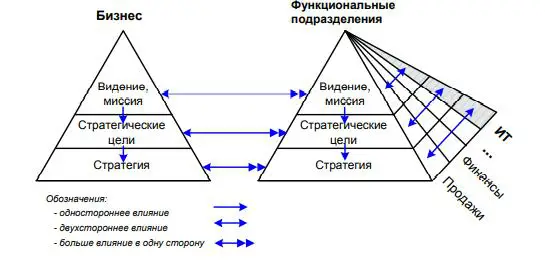 Бизнес
Функциональные
подразделения
Видение,
миссия
Стратегические
цели
Стратегия
Видение,
миссия
Стратегические
цели
Стратегия
ИТ
...
Финансы
Продажи
Обозначения:
- одностороннее влияние
- двухстороннее влияние
- больше влияние в одну сторону